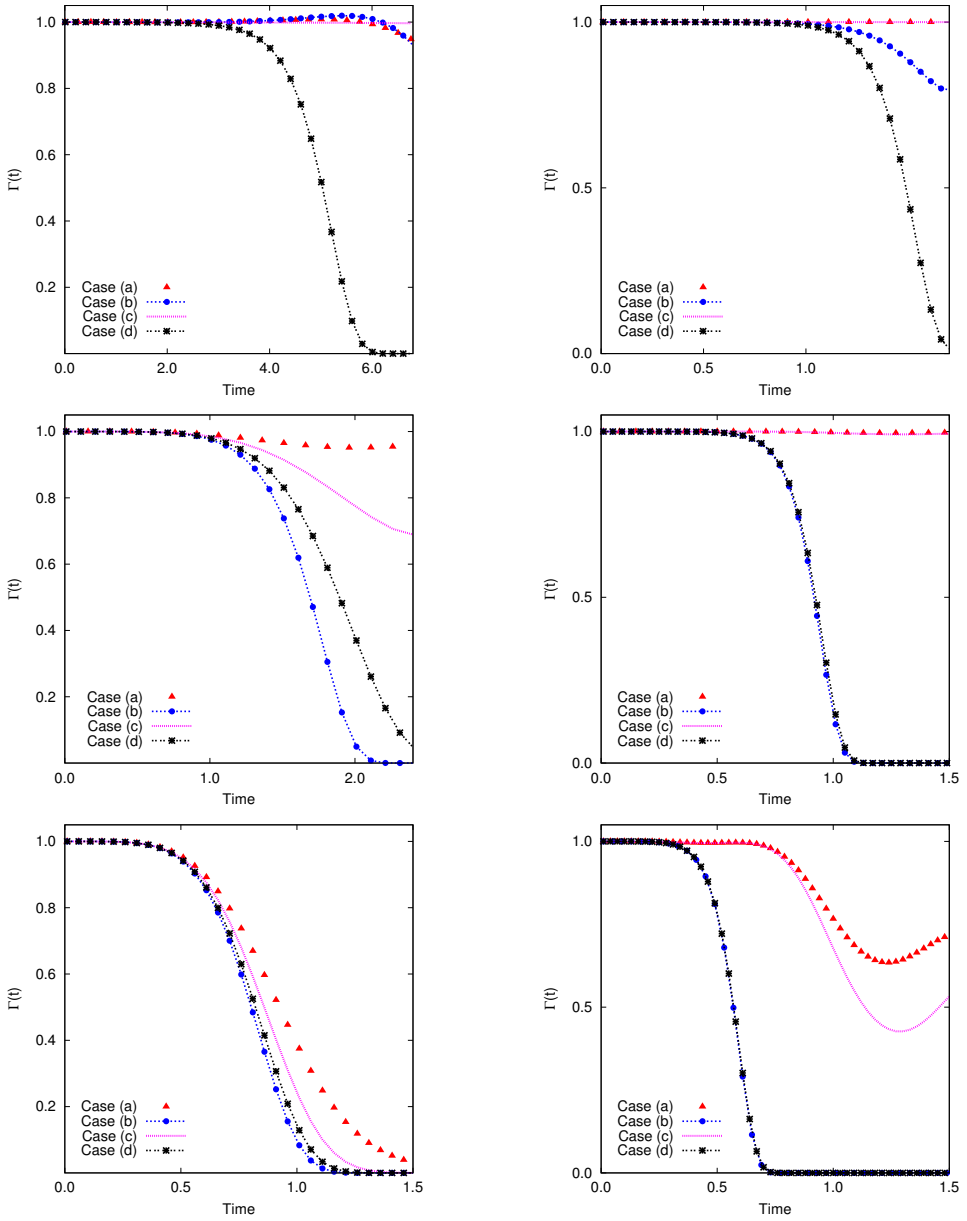 1.0
0.8
0.6
0.4
0.2
Γ(t)
Case (a)
Case (b)
Case (c)
Case (d)
0.0 2.0 4.0 6.0
Time
1.0
0.5
0.0
Γ(t)
Case (a)
Case (b)
Case (c)
Case (d)
0.0 0.5 1.0
Time
1.0
0.8
0.6
0.4
0.2
Γ(t)
Case (a)
Case (b)
Case (c)
Case (d)
0.0 1.0 2.0
Time
1.0
0.5
0.0
Γ(t)
Case (a)
Case (b)
Case (c)
Case (d)
0.0 0.5 1.0 1.5
Time
1.0
0.8
0.6
0.4
0.2
Γ(t)
Case (a)
Case (b)
Case (c)
Case (d)
0.0 0.5 1.0 1.5
Time
1.0
0.5
0.0
Γ(t)
Case (a)
Case (b)
Case (c)
Case (d)
0.0 0.5 1.0 1.5
Time